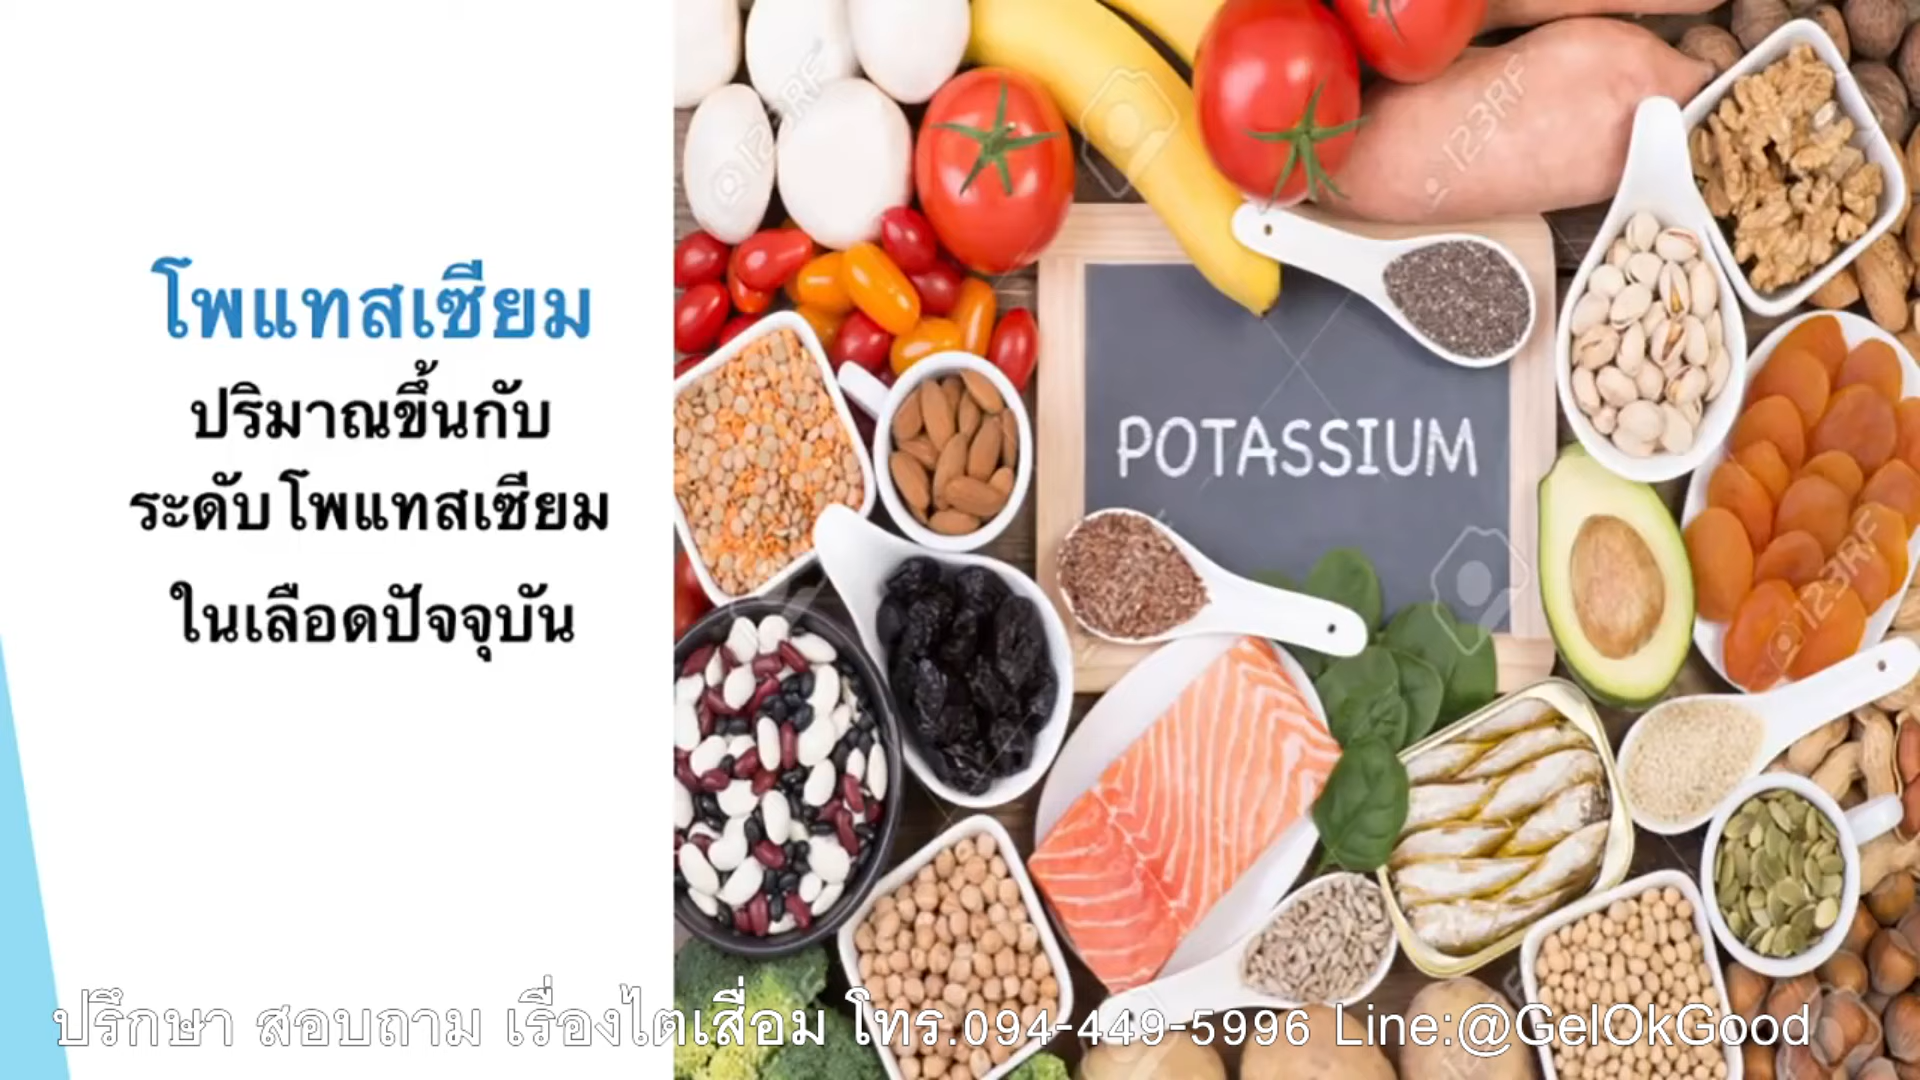 โพแทสเซียม
ปริมาณขึ้นกับ
ระดับโพแทสเซียม
ในเลือดปัจจุบัน
POTASSIUM
123RF
123RF
123RF
ปรึกษา สอบถาม เรื่องไตเสื่อม โทร.094-449-5996 Line:@GelOkGood